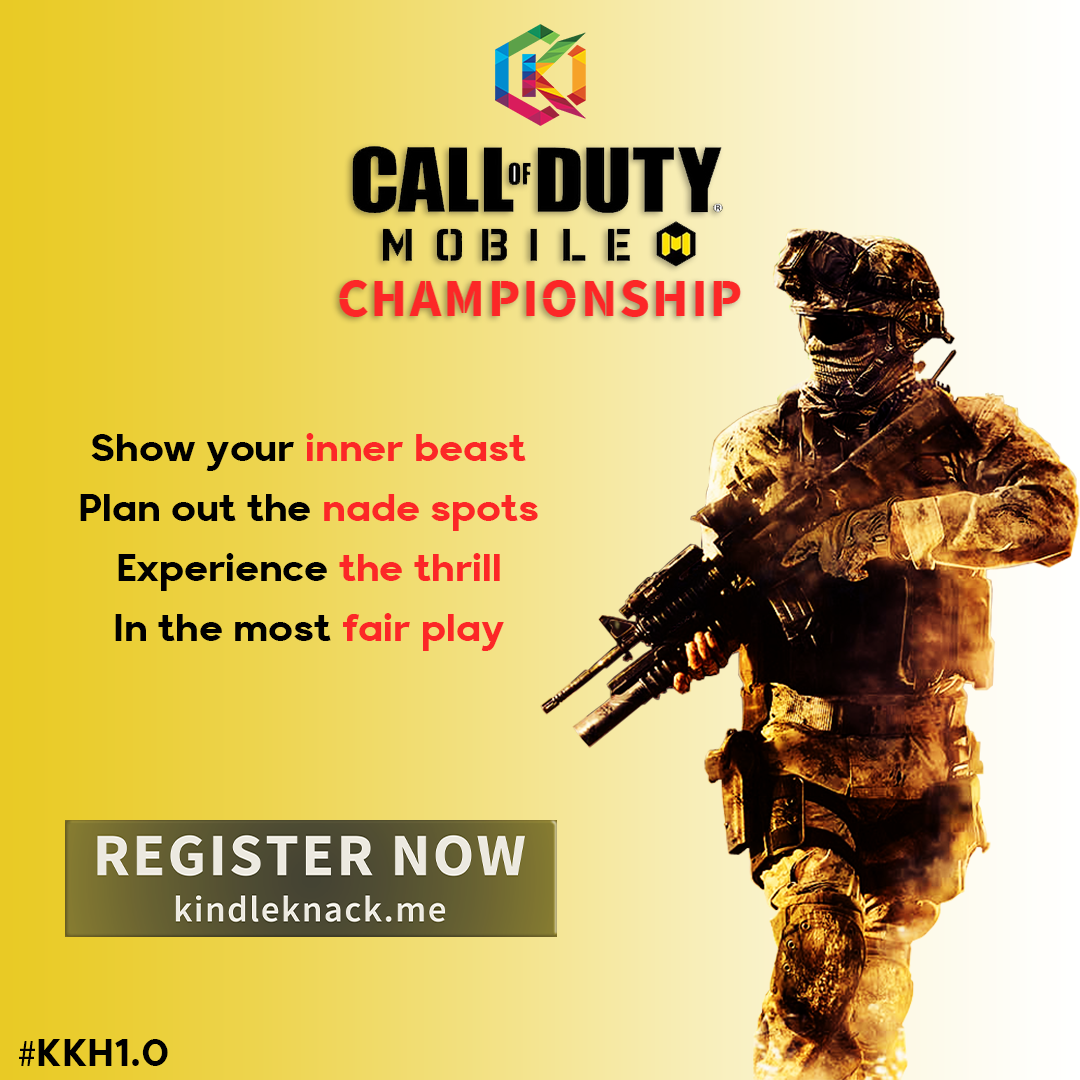 CALL OF DUTY®
MOBILE
CHAMPIONSHIP
Show your inner beast
Plan out the nade spots
Experience the thrill
In the most fair play
REGISTER NOW
kindleknack.me
#KKH1.0